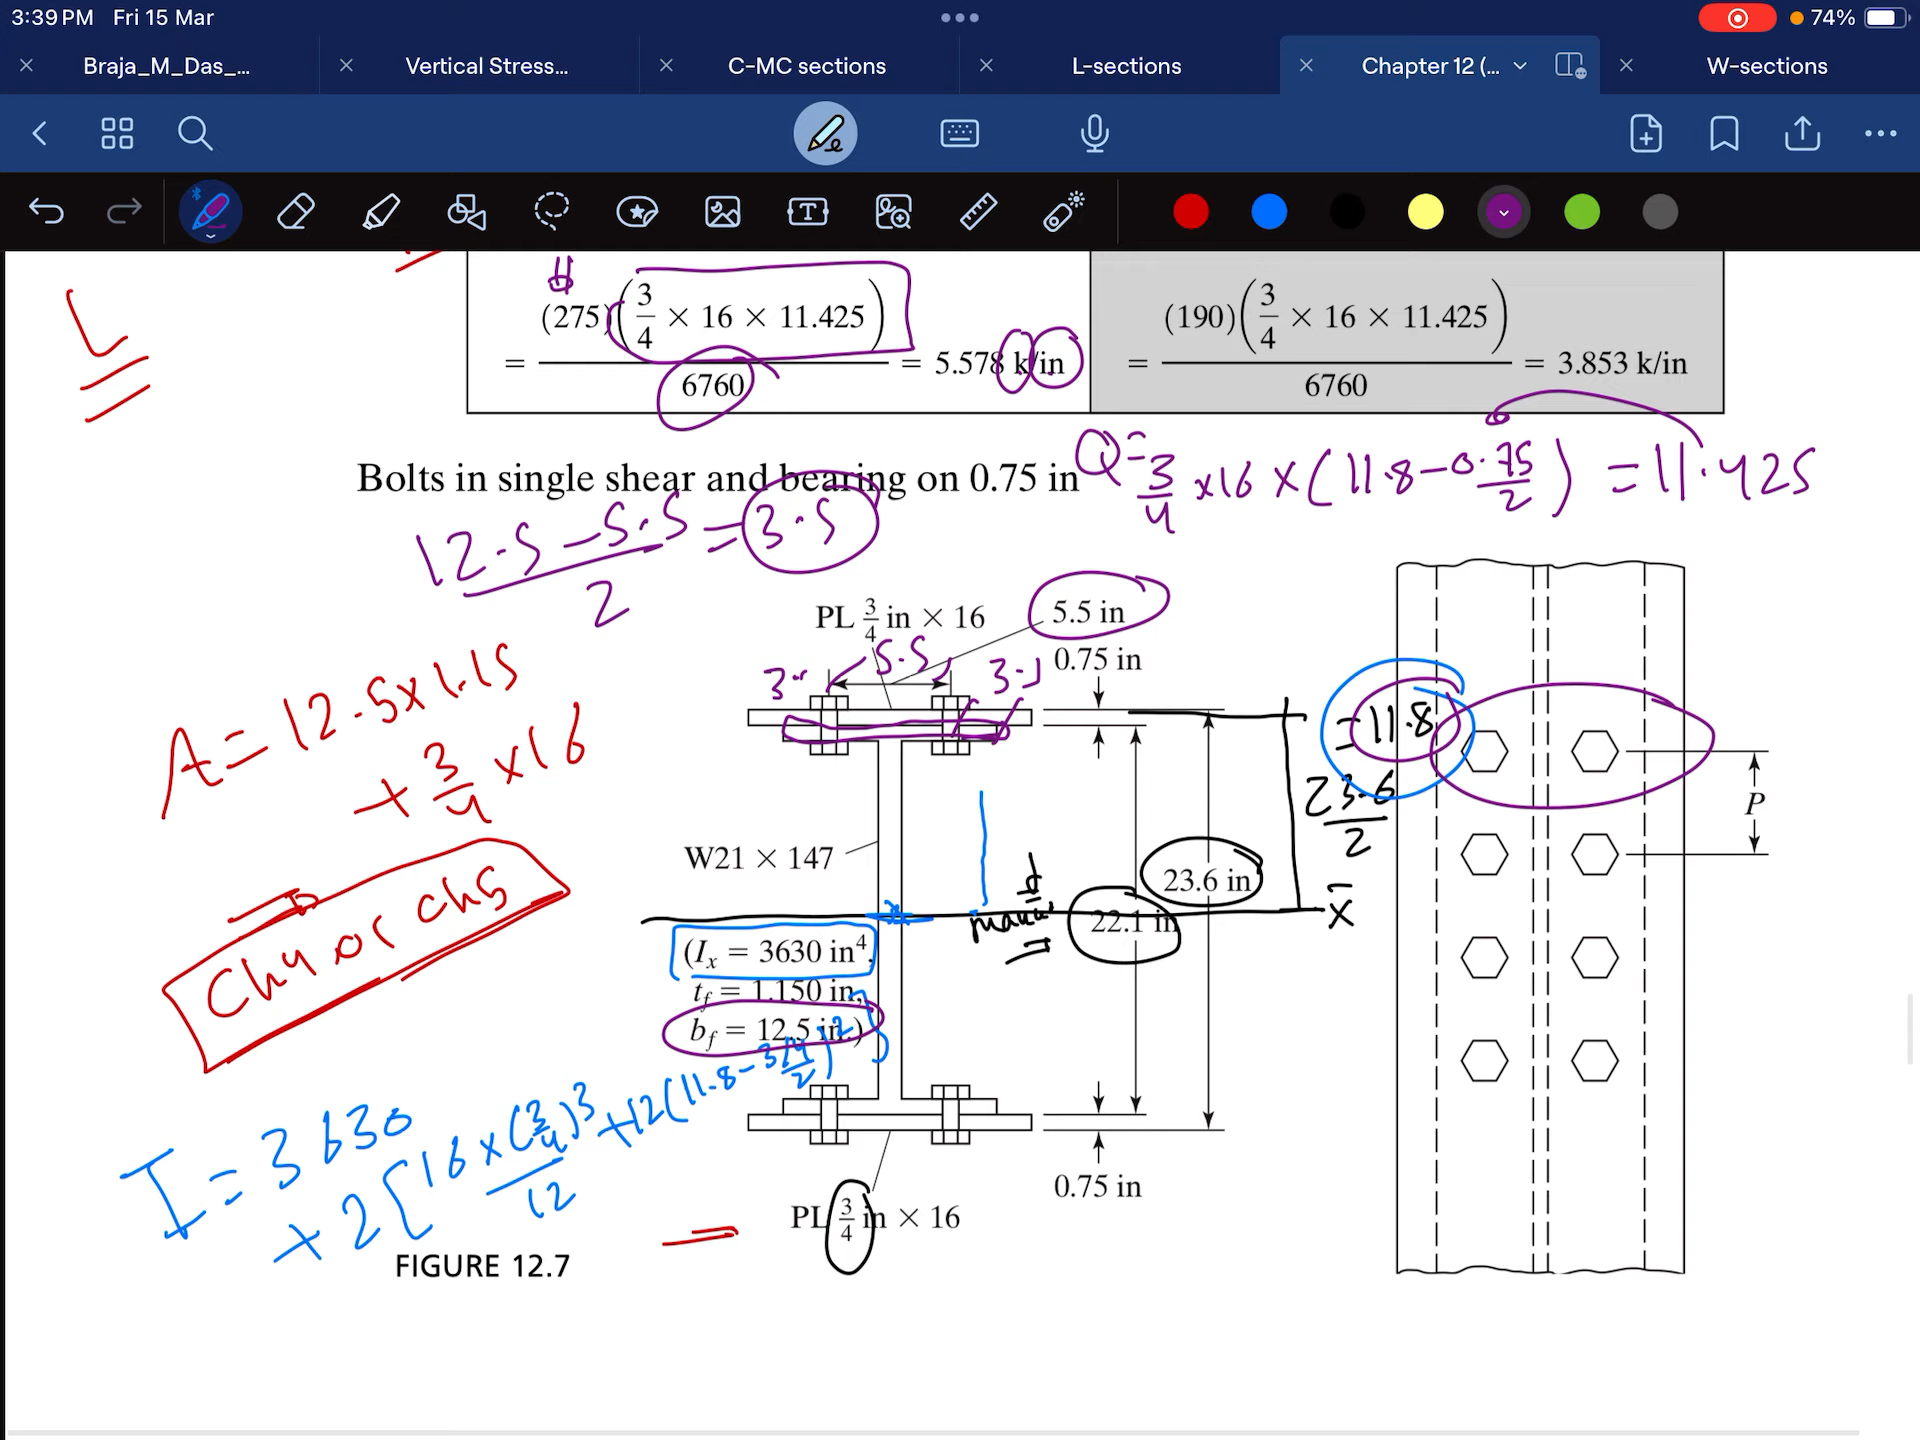 3:39 PM Fri 15 Mar
74%
Braja_M_Das_...
Vertical Stress...
C-MC sections
L-sections
Chapter 12 (...
W-sections
= (275)(3/4 × 16 × 11.425) / 6760 = 5.578 k/in
= (190)(3/4 × 16 × 11.425) / 6760 = 3.853 k/in
L
Bolts in single shear and bearing on 0.75 in
Q = 3/4 × 16 × (11.8 - 0.75/2) = 11.425
12.5 - 5.5 / 2 = 3.5
PL 3/4 in × 16
5.5 in
0.75 in
5.5
A = 12.5 × 1.15
+ 3/4 × 16
= 11.8
23.6/2
P
W21 × 147
23.6 in
22.1 in
x̄
Ch4 or Ch5
(Ix = 3630 in⁴,
tf = 1.150 in,
bf = 12.5 in.)
I = 3630
+ 2[16 × (3/4)³/12 + 12(11.8 - 3/4/2)²]
0.75 in
PL 3/4 in × 16
FIGURE 12.7